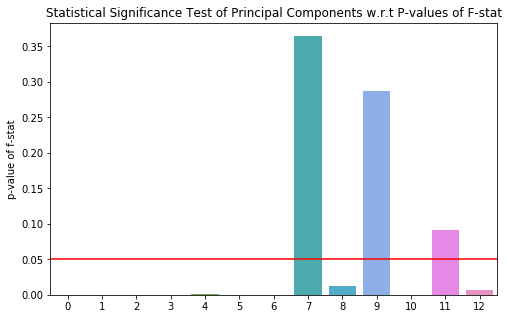 Statistical Significance Test of Principal Components w.r.t P-values of F-stat
p-value of f-stat
0.35
0.30
0.25
0.20
0.15
0.10
0.05
0.00
0 1 2 3 4 5 6 7 8 9 10 11 12